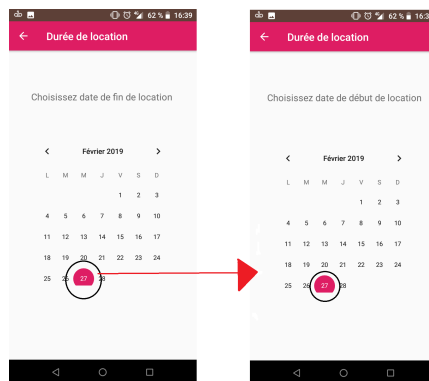 62 % 16:39
Durée de location
Choisissez date de fin de location
Février 2019
L M M J V S D
1 2 3
4 5 6 7 8 9 10
11 12 13 14 15 16 17
18 19 20 21 22 23 24
25 26 27 28
62 % 16:3
Durée de location
Choisissez date de début de location
Février 2019
L M M J V S D
1 2 3
4 5 6 7 8 9 10
11 12 13 14 15 16 17
18 19 20 21 22 23 24
25 26 27 28